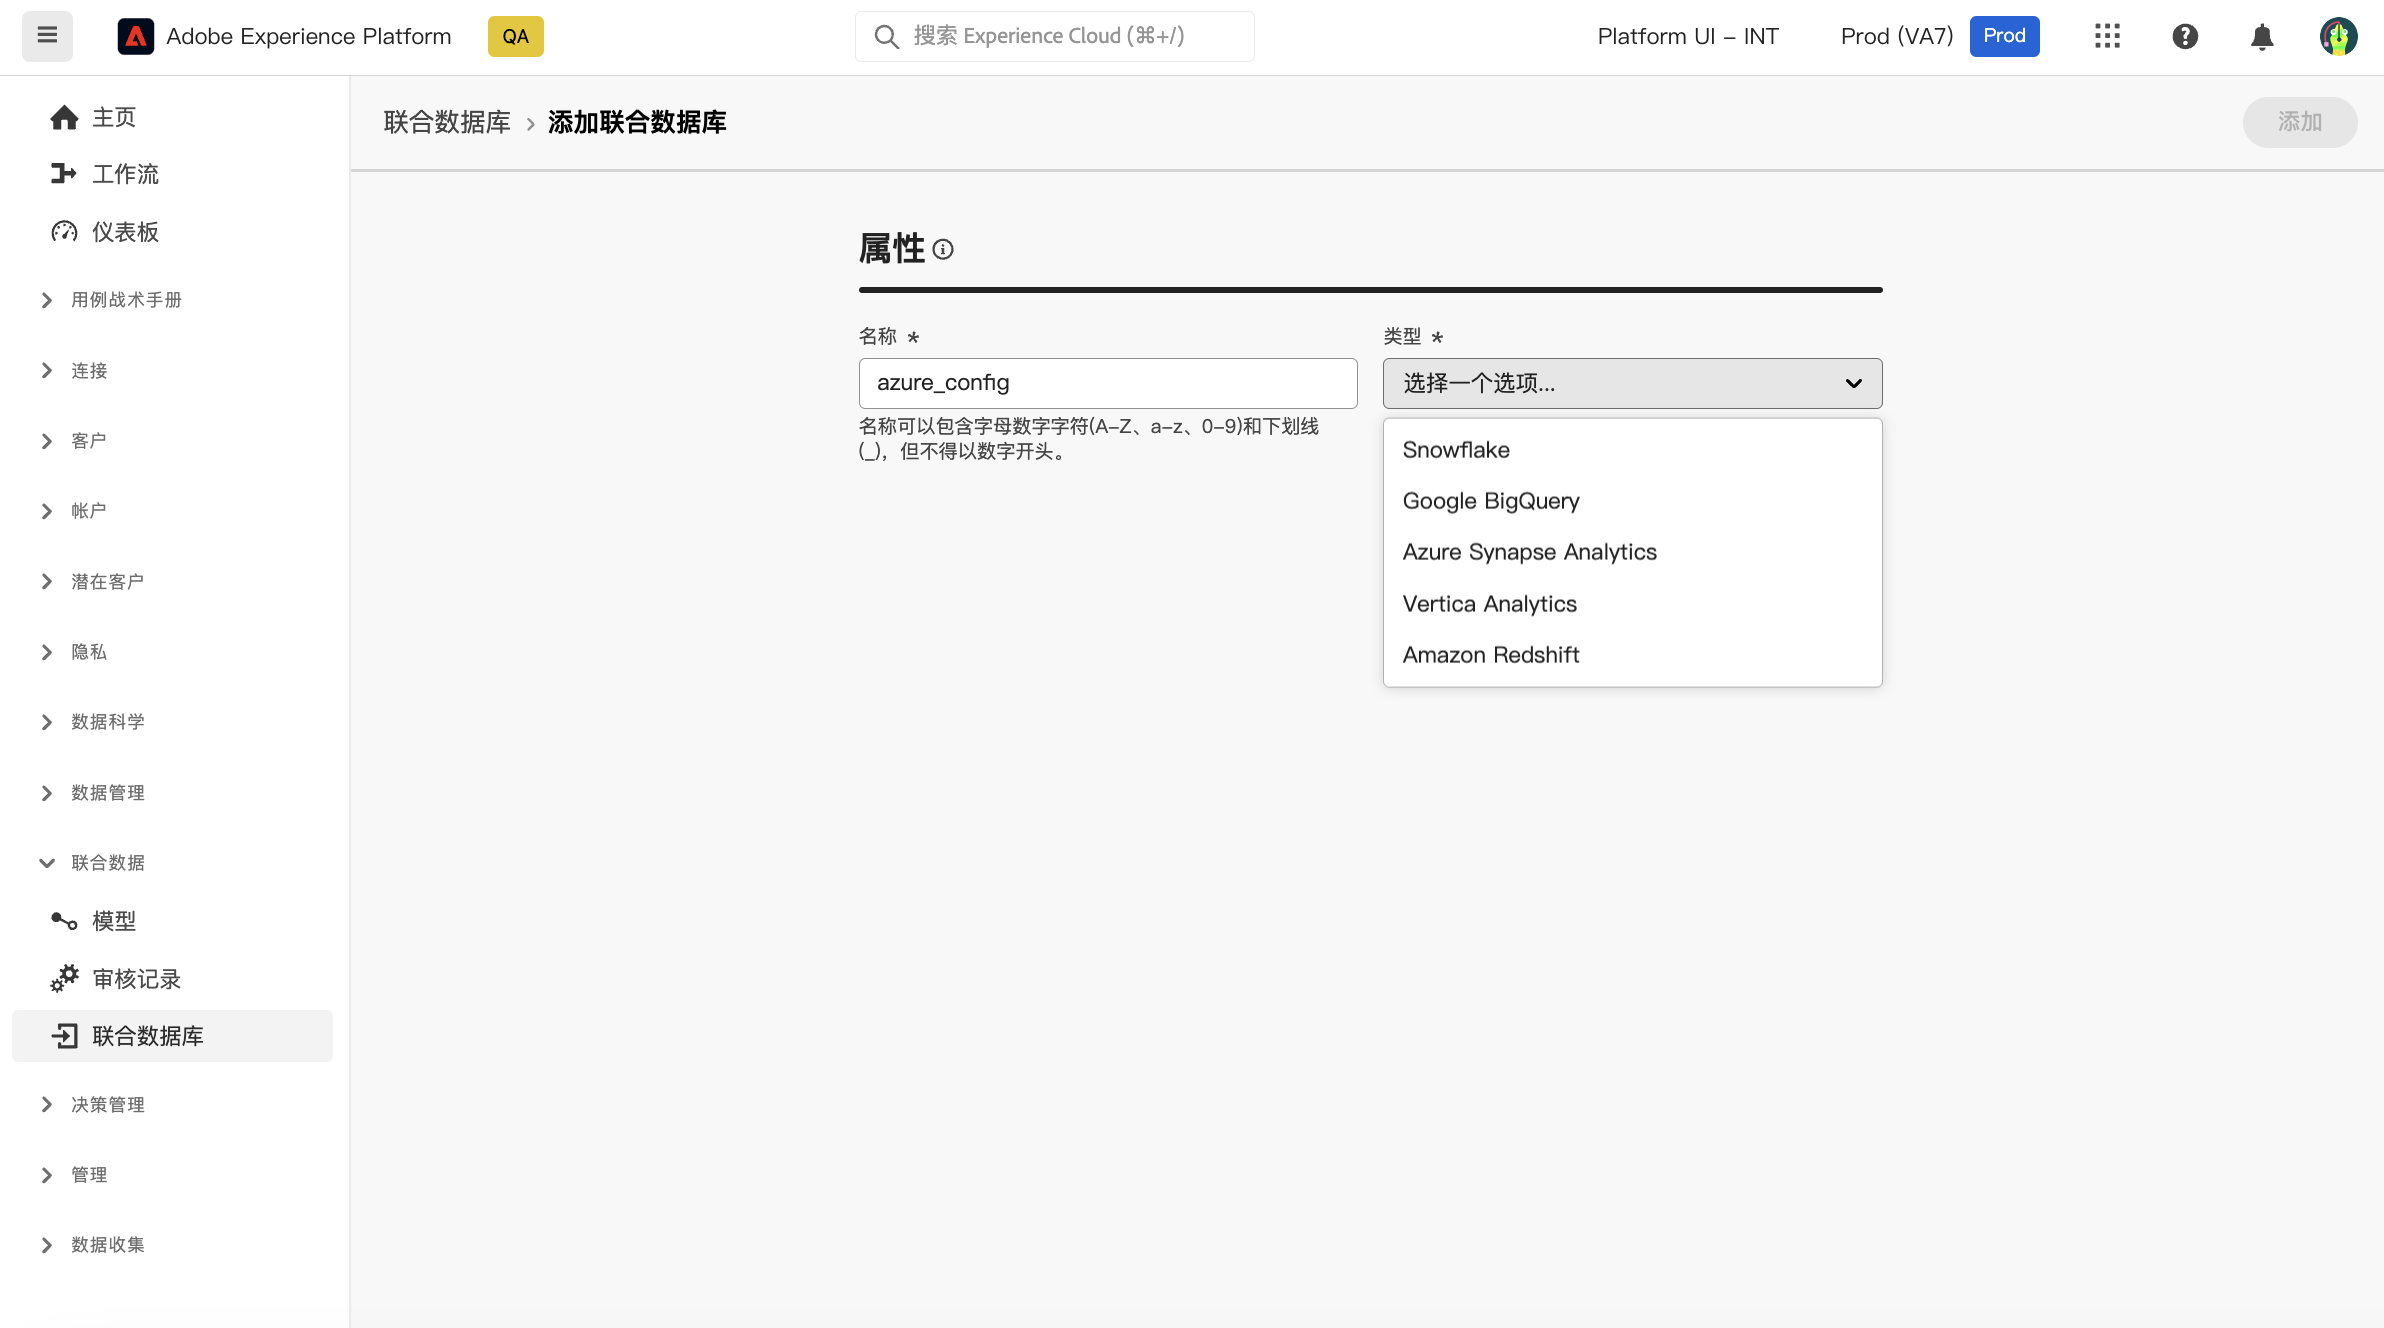 Adobe Experience Platform
QA
搜索 Experience Cloud (⌘+/)
Platform UI – INT
Prod (VA7)
Prod
主页
工作流
仪表板
用例战术手册
连接
客户
帐户
潜在客户
隐私
数据科学
数据管理
联合数据
模型
审核记录
联合数据库
决策管理
管理
数据收集
联合数据库 › 添加联合数据库
添加
属性
名称 *
azure_config
名称可以包含字母数字字符(A–Z、a–z、0–9)和下划线
(_)，但不得以数字开头。
类型 *
选择一个选项...
Snowflake
Google BigQuery
Azure Synapse Analytics
Vertica Analytics
Amazon Redshift